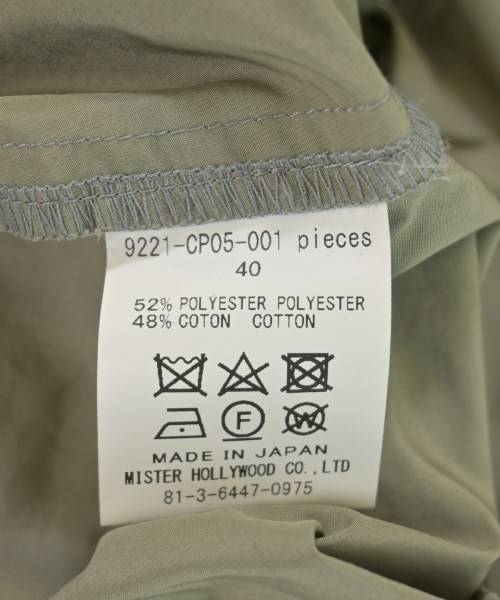 9221-CP05-001 pieces
40
52% POLYESTER POLYESTER
48% COTON COTTON
F W
MADE IN JAPAN
MISTER HOLLYWOOD CO.,LTD
81-3-6447-0975